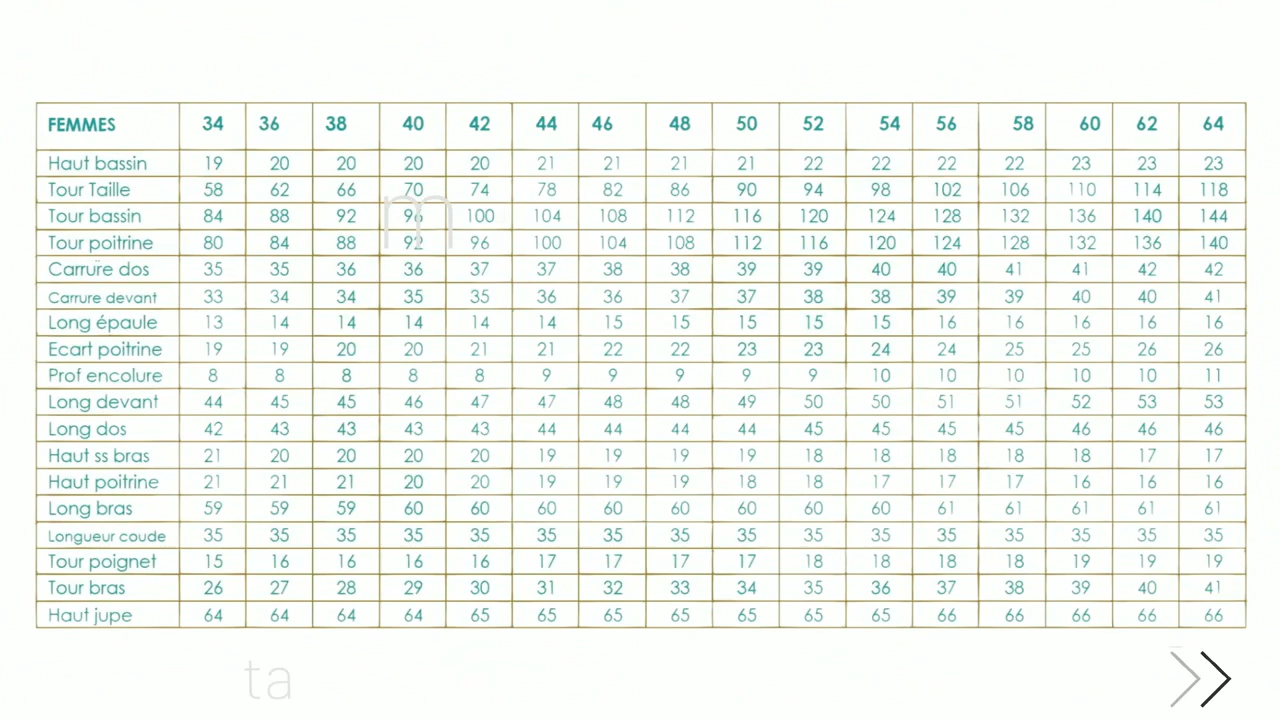 FEMMES 34 36 38 40 42 44 46 48 50 52 54 56 58 60 62 64
Haut bassin 19 20 20 20 20 21 21 21 21 22 22 22 22 23 23 23
Tour Taille 58 62 66 70 74 78 82 86 90 94 98 102 106 110 114 118
Tour bassin 84 88 92 96 100 104 108 112 116 120 124 128 132 136 140 144
Tour poitrine 80 84 88 92 96 100 104 108 112 116 120 124 128 132 136 140
Carrure dos 35 35 36 36 37 37 38 38 39 39 40 40 41 41 42 42
Carrure devant 33 34 34 35 35 36 36 37 37 38 38 39 39 40 40 41
Long épaule 13 14 14 14 14 14 15 15 15 15 15 16 16 16 16 16
Ecart poitrine 19 19 20 20 21 21 22 22 23 23 24 24 25 25 26 26
Prof encolure 8 8 8 8 8 9 9 9 9 9 10 10 10 10 10 11
Long devant 44 45 45 46 47 47 48 48 49 50 50 51 51 52 53 53
Long dos 42 43 43 43 43 44 44 44 44 45 45 45 45 46 46 46
Haut ss bras 21 20 20 20 20 19 19 19 19 18 18 18 18 18 17 17
Haut poitrine 21 21 21 20 20 19 19 19 18 18 17 17 17 16 16 16
Long bras 59 59 59 60 60 60 60 60 60 60 60 61 61 61 61 61
Longueur coude 35 35 35 35 35 35 35 35 35 35 35 35 35 35 35 35
Tour poignet 15 16 16 16 16 17 17 17 17 18 18 18 18 19 19 19
Tour bras 26 27 28 29 30 31 32 33 34 35 36 37 38 39 40 41
Haut jupe 64 64 64 64 65 65 65 65 65 65 65 66 66 66 66 66
m
ta